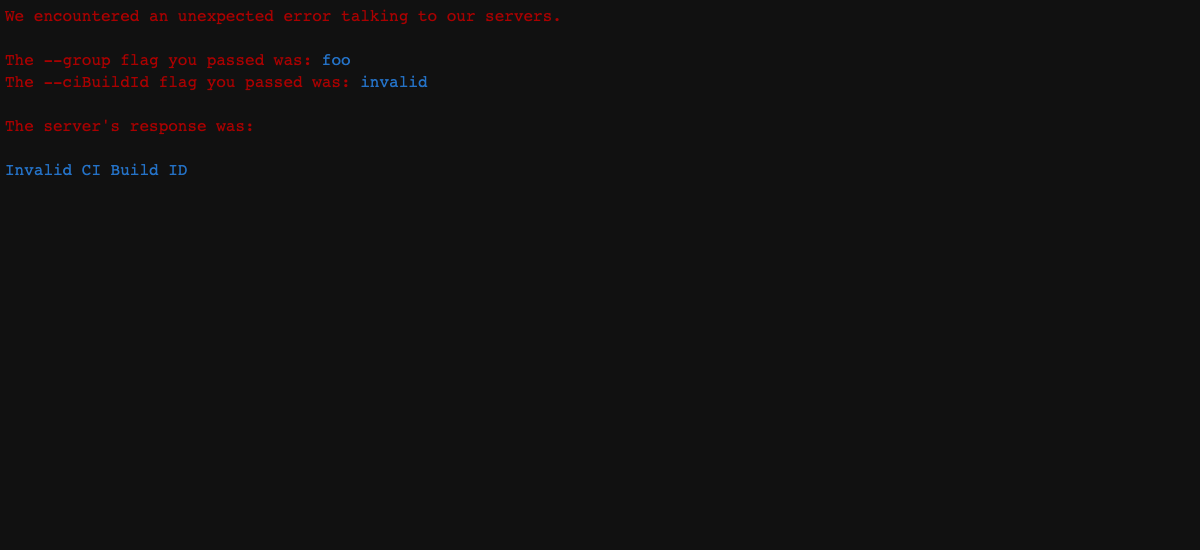 We encountered an unexpected error talking to our servers.
The --group flag you passed was: foo
The --ciBuildId flag you passed was: invalid
The server's response was:
Invalid CI Build ID